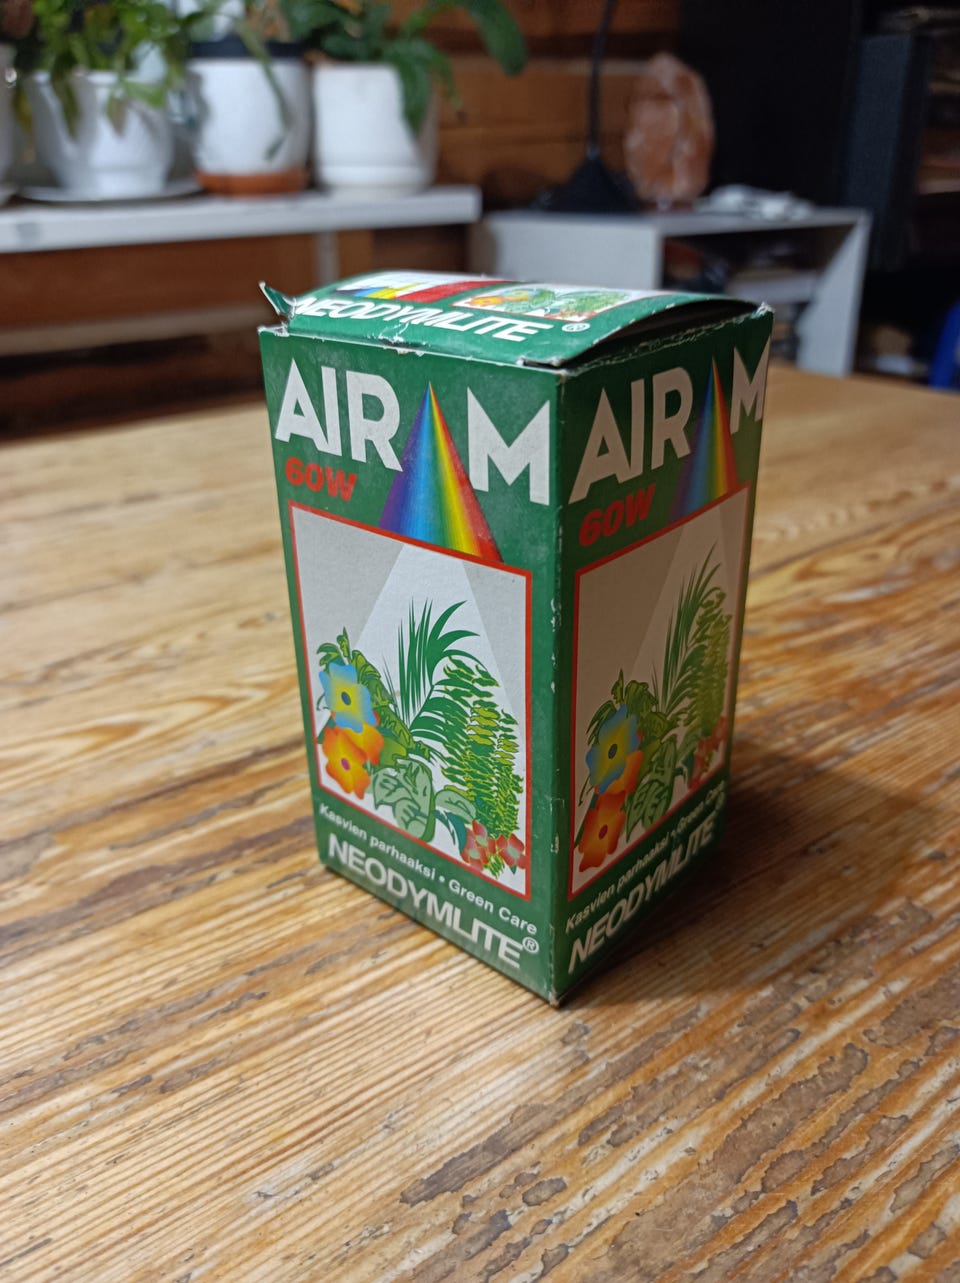 NEODYMLITE®
AIRAM
60W
Kasvien parhaaksi • Green Care
NEODYMLITE®
AIRAM
60W
Kasvien parhaaksi • Green Care
NEODYMLITE®